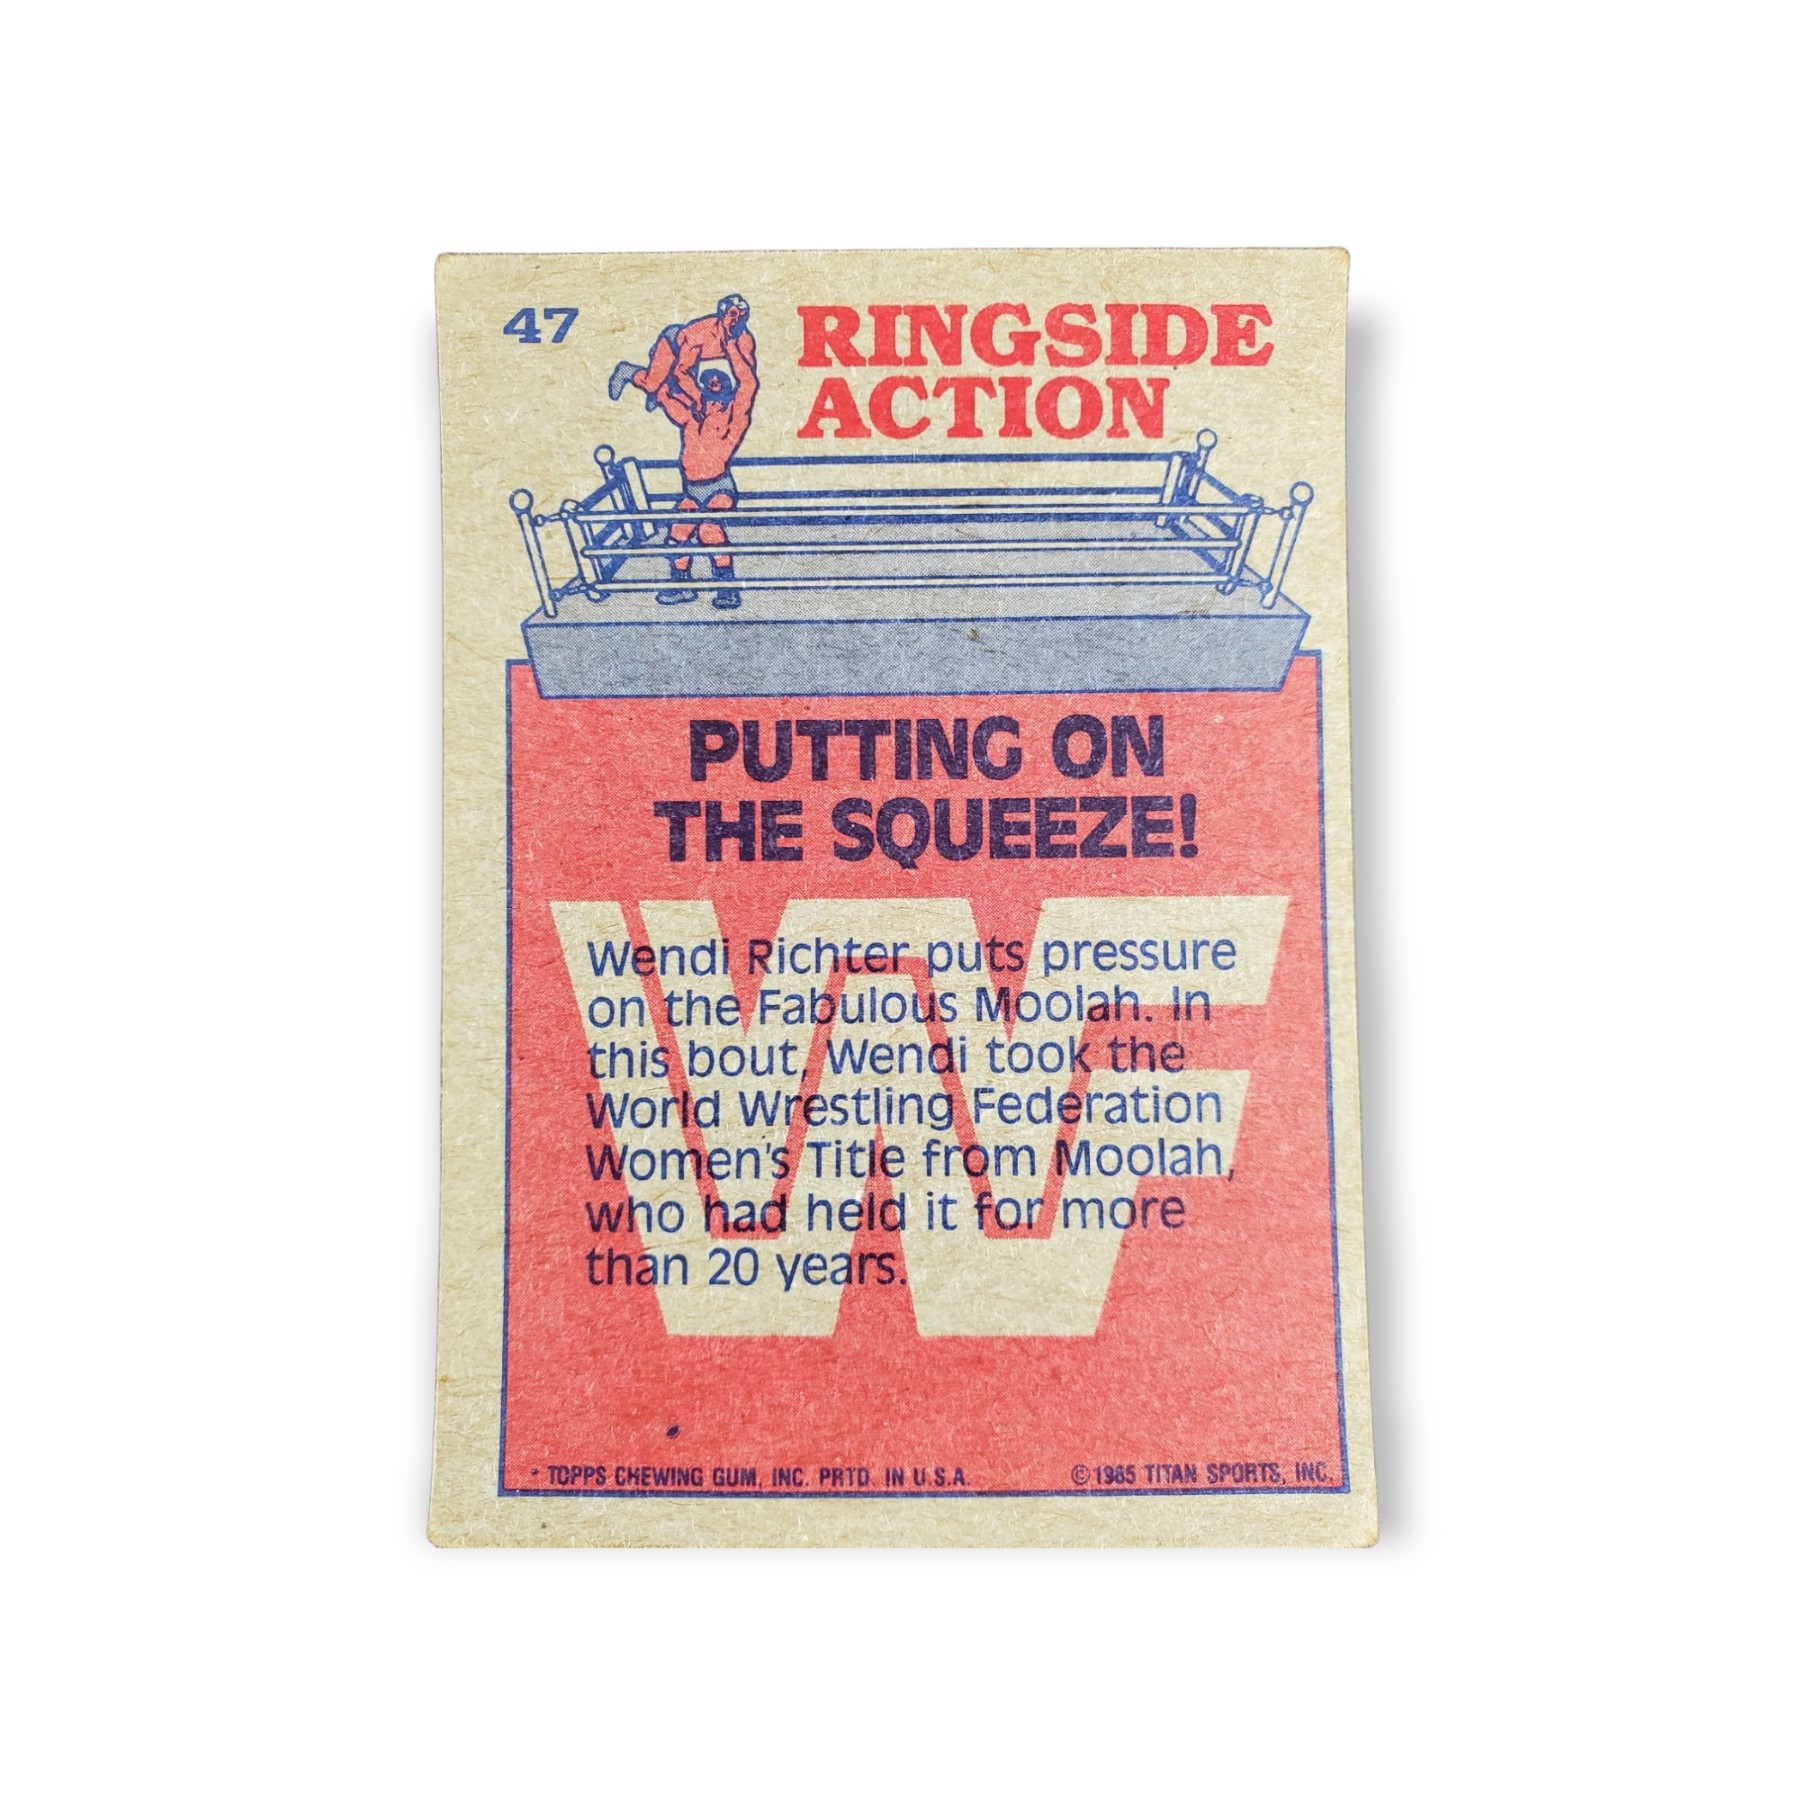 47
RINGSIDE
ACTION
PUTTING ON
THE SQUEEZE!
Wendi Richter puts pressure
on the Fabulous Moolah. In
this bout, Wendi took the
World Wrestling Federation
Women's Title from Moolah,
who had held it for more
than 20 years.
WF
* TOPPS CHEWING GUM, INC. PRTD. IN U.S.A. © 1985 TITAN SPORTS, INC.